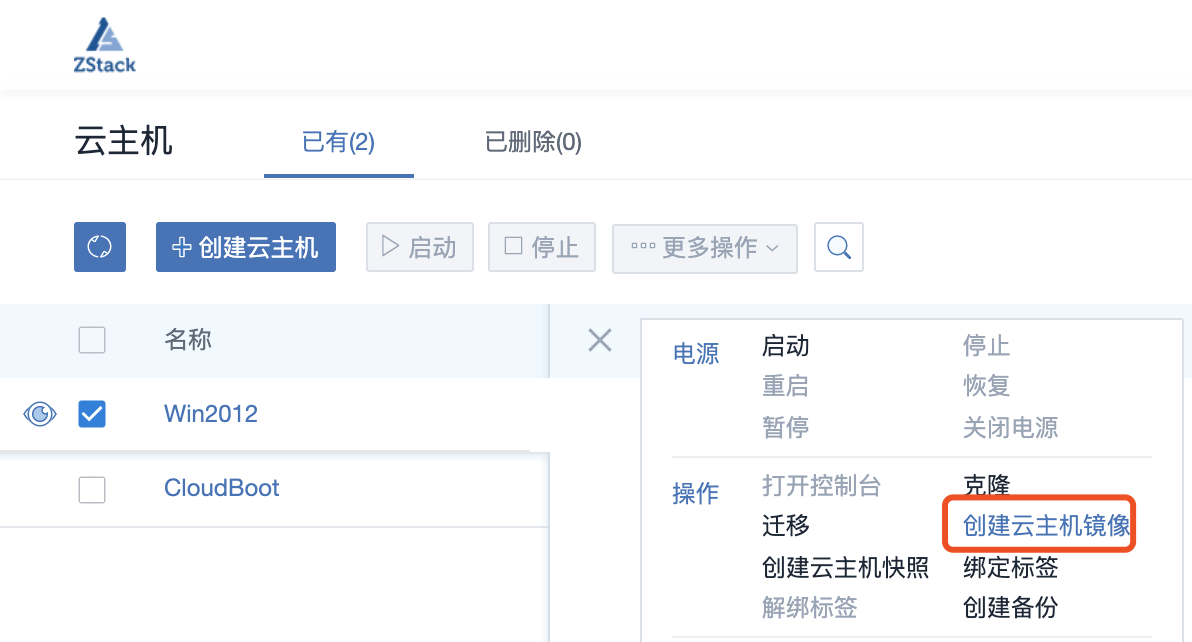 ZStack
云主机 已有(2) 已删除(0)
创建云主机 启动 停止 更多操作
名称
Win2012
CloudBoot
电源 启动 停止
重启 恢复
暂停 关闭电源
操作 打开控制台 克隆
迁移 创建云主机镜像
创建云主机快照 绑定标签
解绑标签 创建备份